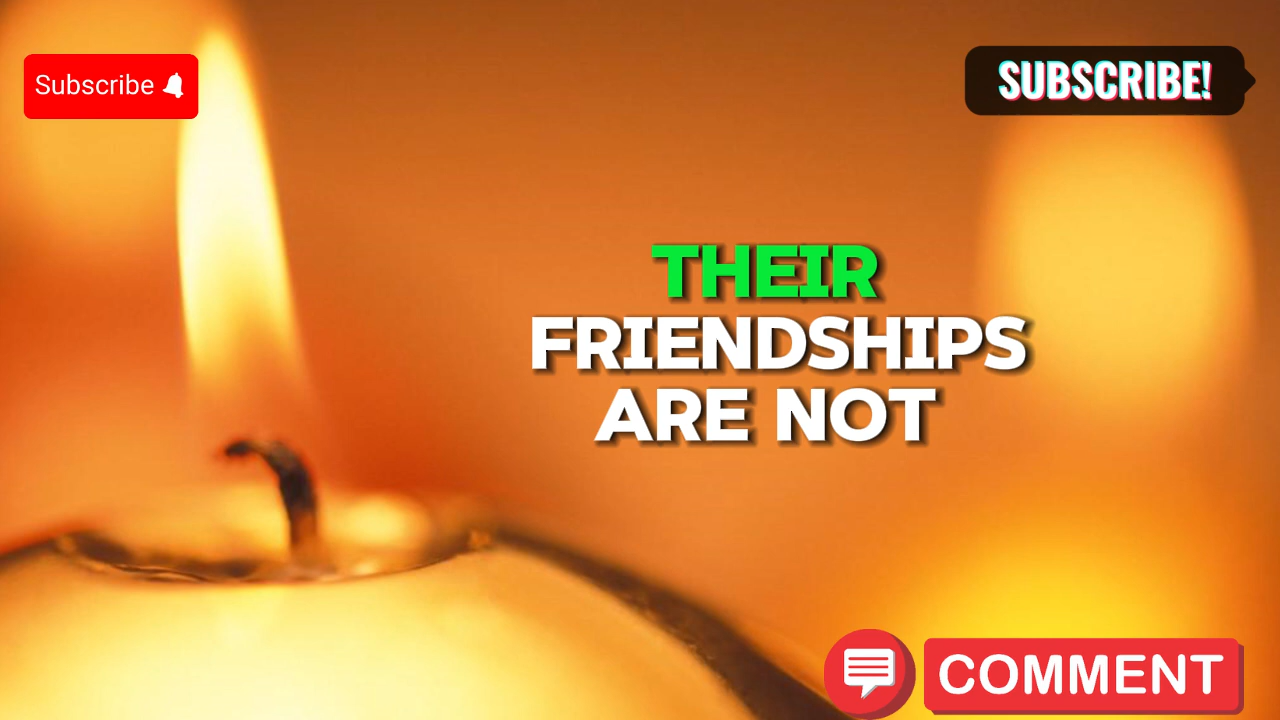 Subscribe
SUBSCRIBE!
THEIR
FRIENDSHIPS
ARE NOT
COMMENT